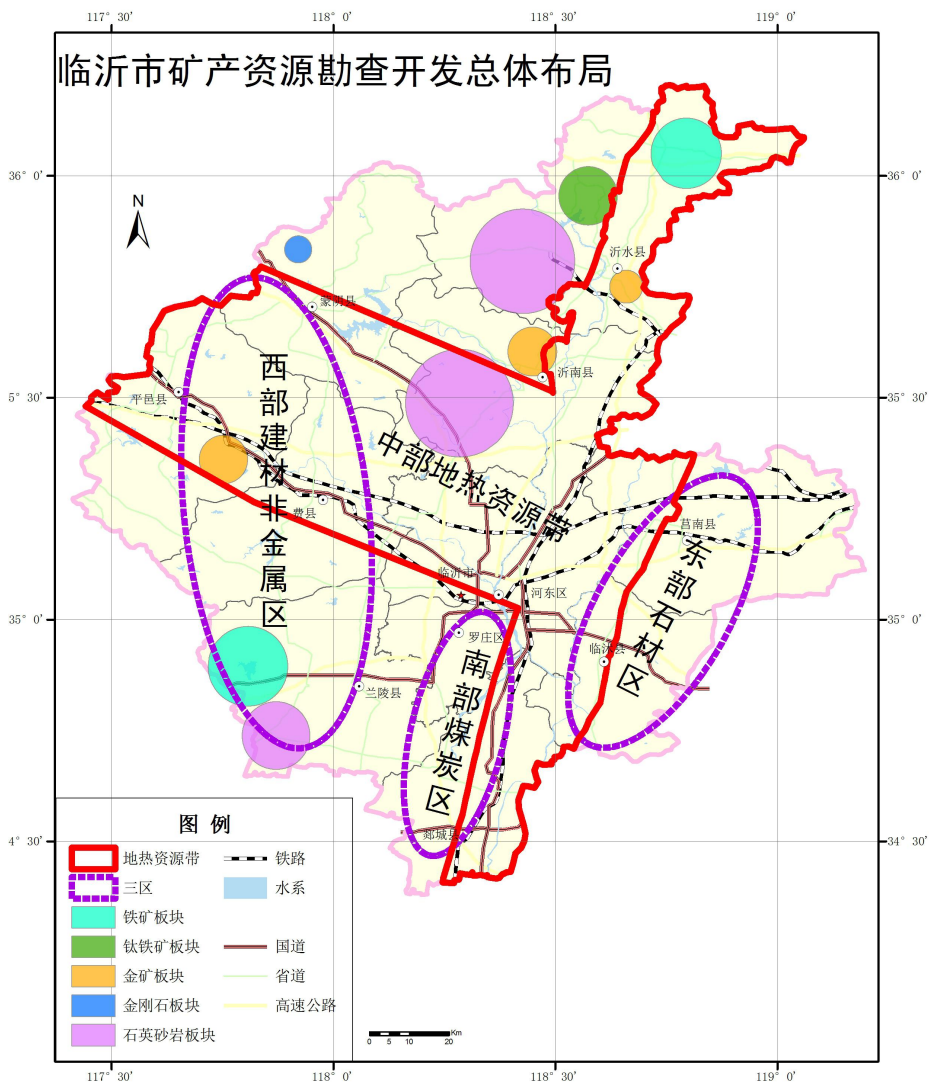 117° 30′
118° 0′
118° 30′
119° 0′
临沂市矿产资源勘查开发总体布局
36° 0′
36° 0′
N
沂水县
蒙阴县
沂南县
5° 30′
35° 30′
平邑县
西部建材非金属区
中部地热资源带
费县
莒南县
东部石材区
临沂市
河东区
35° 0′
35° 0′
罗庄区
临沭县
兰陵县
南部煤炭区
郯城县
4° 30′
34° 30′
图 例
地热资源带
铁路
三区
水系
铁矿板块
钛铁矿板块
国道
金矿板块
省道
金刚石板块
高速公路
石英砂岩板块
Km
0 5 10 20
117° 30′
118° 0′
118° 30′
119° 0′